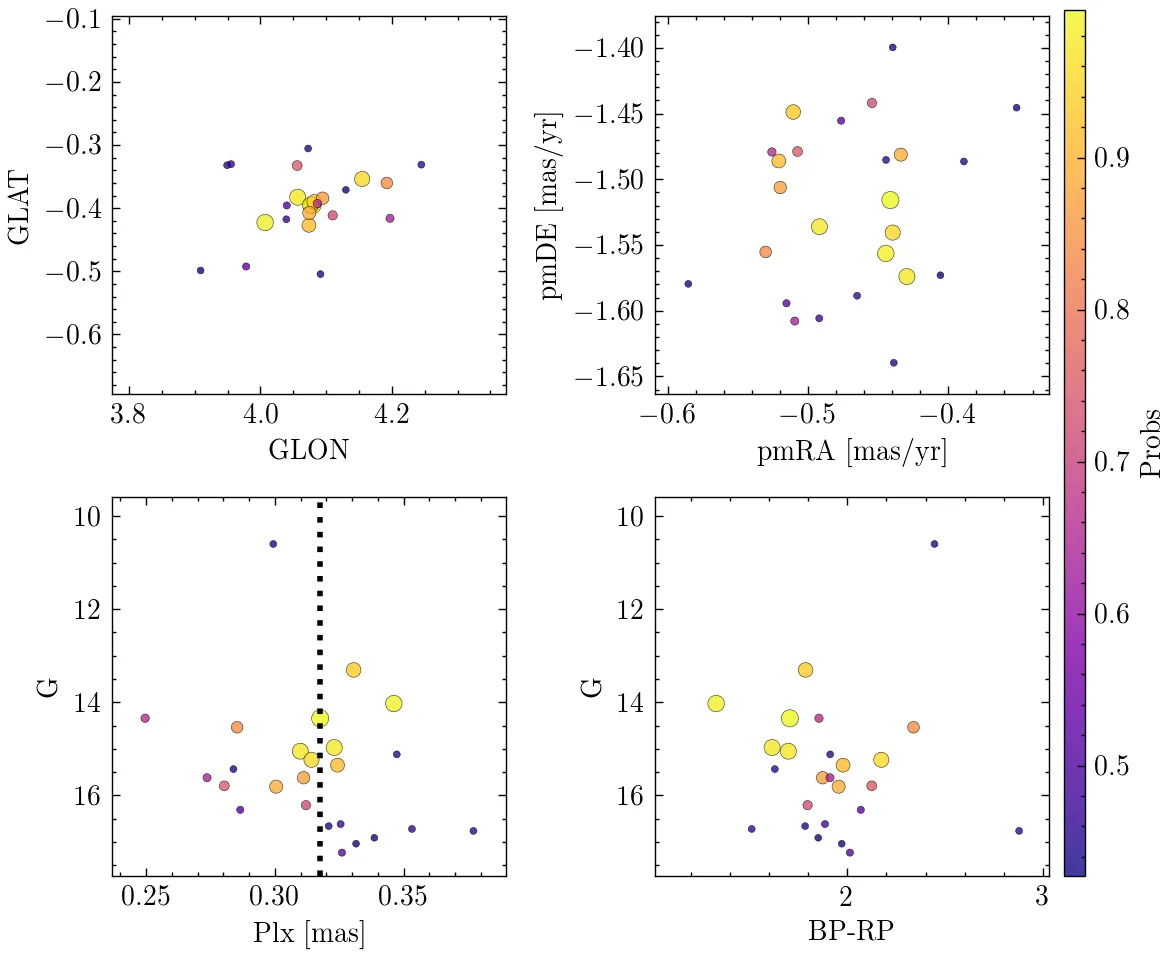 −0.1
−0.2
−0.3
−0.4
−0.5
−0.6
GLAT
3.8 4.0 4.2
GLON
−1.40
−1.45
−1.50
−1.55
−1.60
−1.65
pmDE [mas/yr]
−0.6 −0.5 −0.4
pmRA [mas/yr]
10
12
14
16
G
0.25 0.30 0.35
Plx [mas]
10
12
14
16
G
2 3
BP-RP
0.9
0.8
0.7
0.6
0.5
Probs